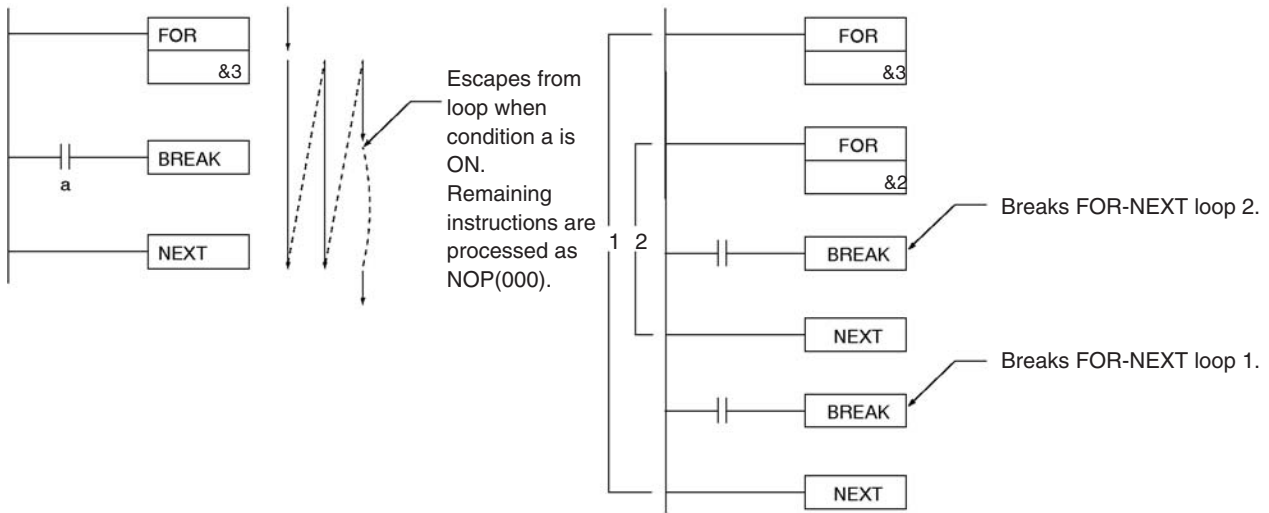 FOR
&3
a
BREAK
NEXT
Escapes from
loop when
condition a is
ON.
Remaining
instructions are
processed as
NOP(000).
1
2
FOR
&3
FOR
&2
BREAK
Breaks FOR-NEXT loop 2.
NEXT
BREAK
Breaks FOR-NEXT loop 1.
NEXT